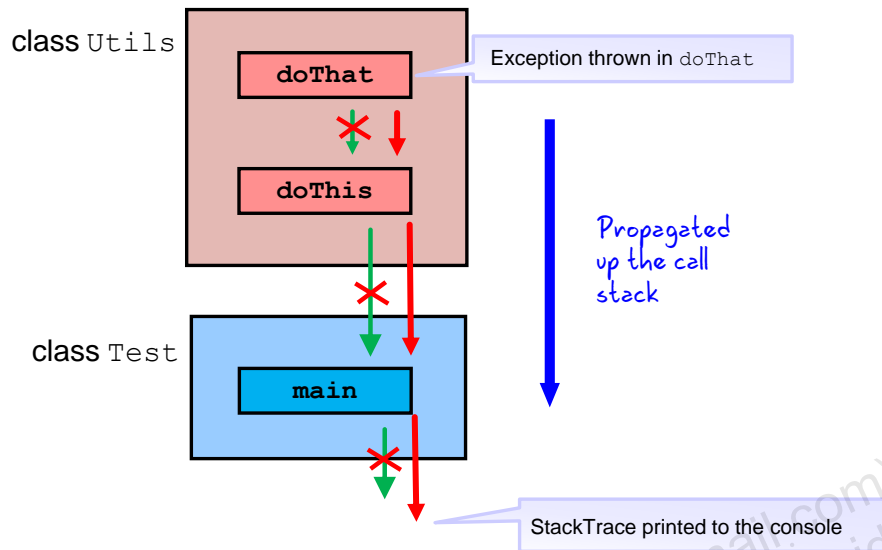 class Utils
doThat
Exception thrown in doThat
doThis
Propagated
up the call
stack
class Test
main
StackTrace printed to the console